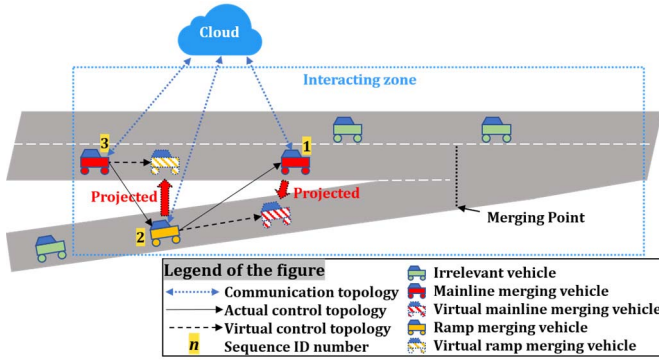 Cloud
Interacting zone
3
1
Projected
Projected
2
Merging Point
Legend of the figure
Communication topology
Actual control topology
Virtual control topology
n Sequence ID number
Irrelevant vehicle
Mainline merging vehicle
Virtual mainline merging vehicle
Ramp merging vehicle
Virtual ramp merging vehicle